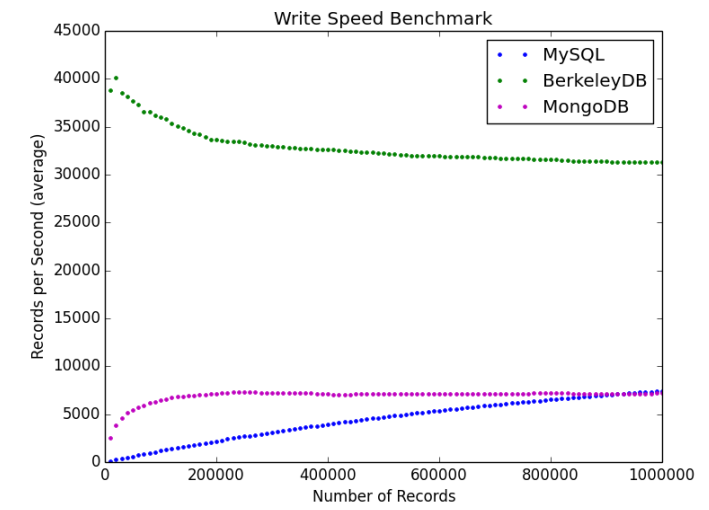 Write Speed Benchmark
MySQL
BerkeleyDB
MongoDB
45000
40000
35000
30000
25000
20000
15000
10000
5000
0
Records per Second (average)
0 200000 400000 600000 800000 1000000
Number of Records